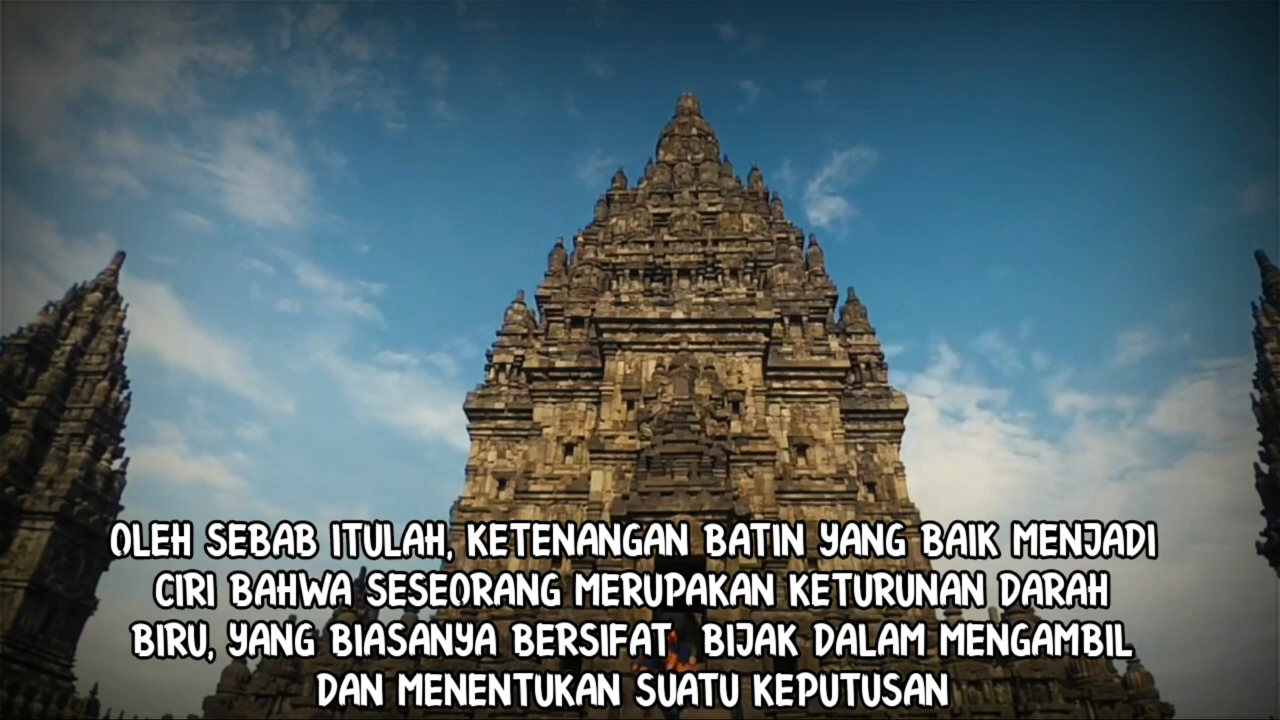 OLEH SEBAB ITULAH, KETENANGAN BATIN YANG BAIK MENJADI
CIRI BAHWA SESEORANG MERUPAKAN KETURUNAN DARAH
BIRU, YANG BIASANYA BERSIFAT  BIJAK DALAM MENGAMBIL
DAN MENENTUKAN SUATU KEPUTUSAN